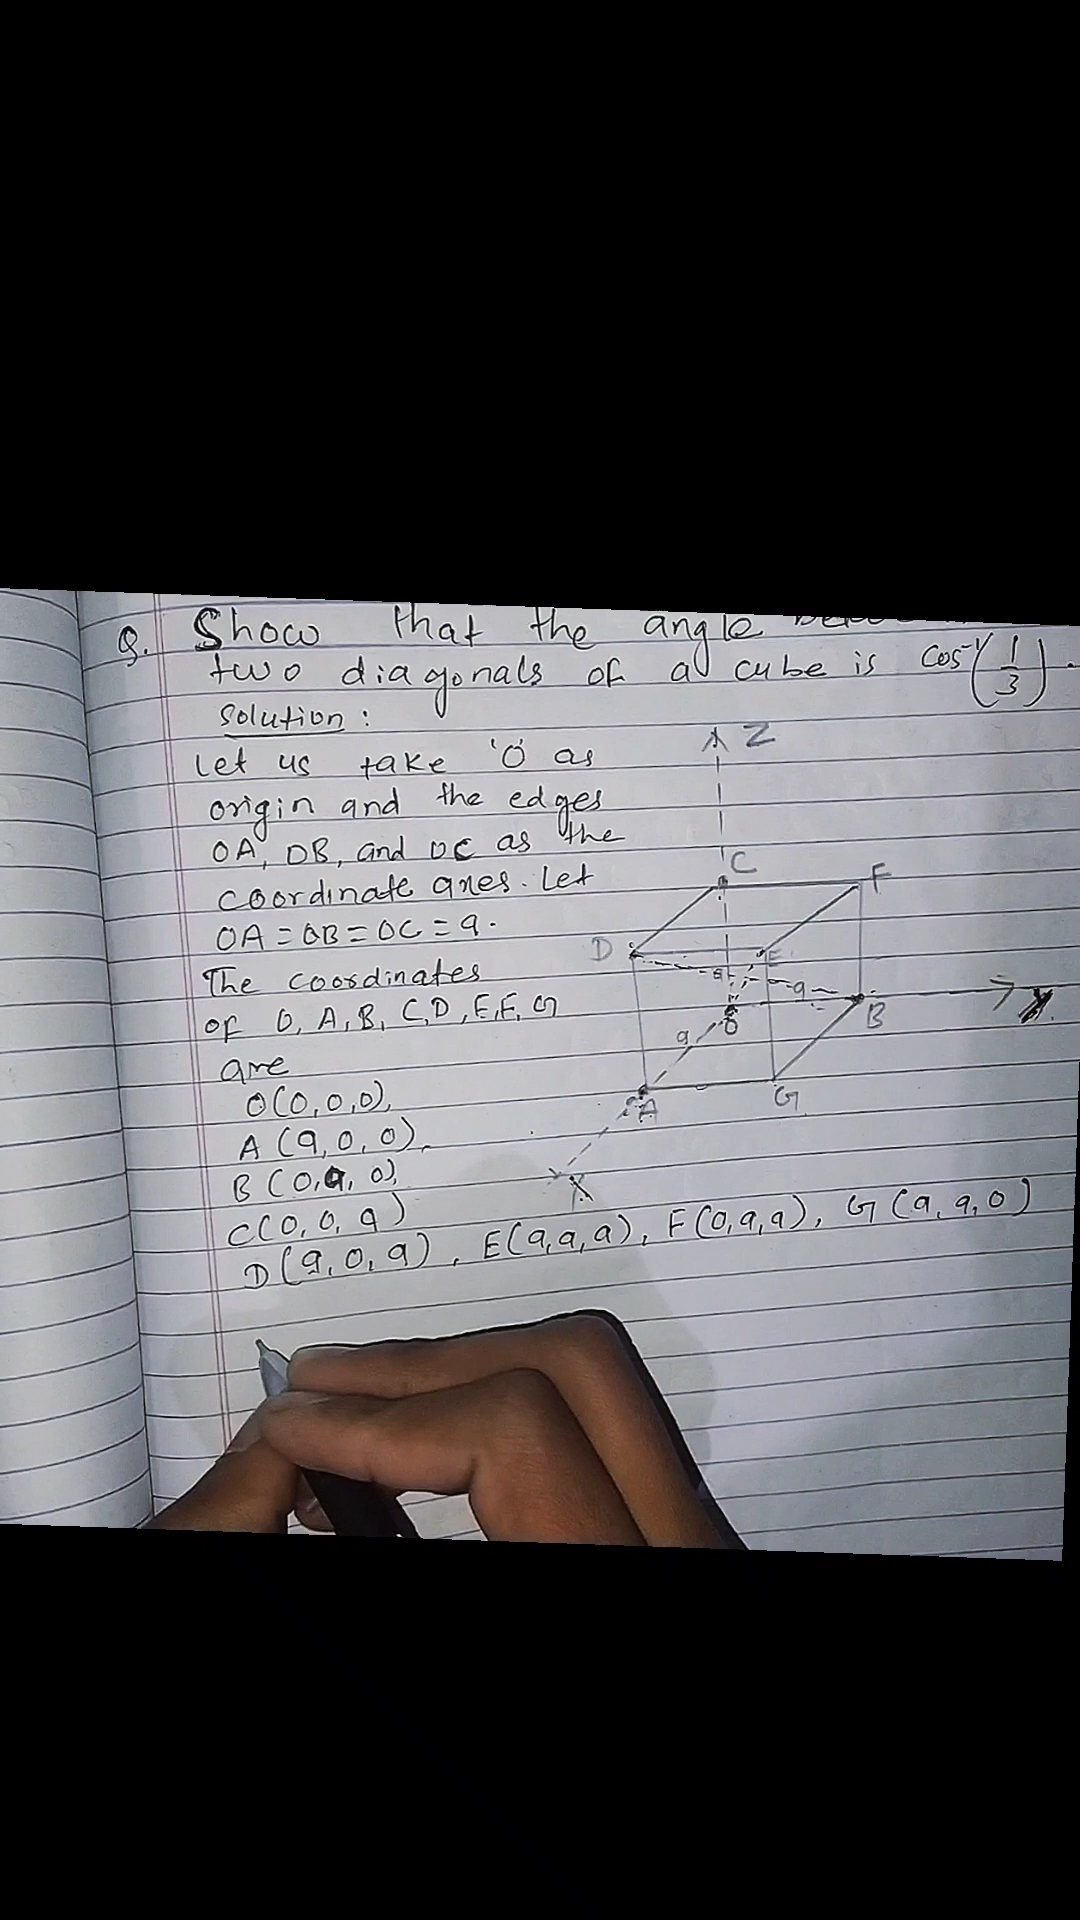 Q. Show that the angle
two diagonals of a cube is cos⁻¹(1/3).
Solution:
Let us take 'O' as
origin and the edges
OA, OB, and OC as the
coordinate axes. Let
OA = OB = OC = a.
The coordinates
of O, A, B, C, D, E, F, G
are
O(0,0,0),
A (a, 0, 0),
B (0, a, 0),
C(0, 0, a)
D(a, 0, a), E(a, a, a), F(0, a, a), G (a, a, 0)
Z
C
F
D
E
a
a
O
B
Y
a
A
G
X